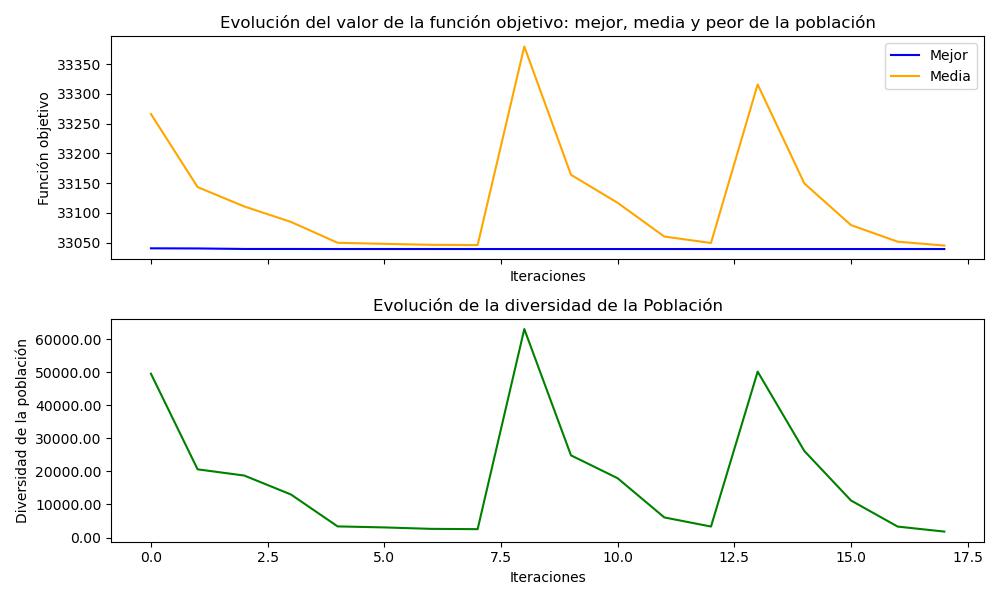 Evolución del valor de la función objetivo: mejor, media y peor de la población
Función objetivo
33350
33300
33250
33200
33150
33100
33050
Mejor
Media
Iteraciones
Evolución de la diversidad de la Población
Diversidad de la población
60000.00
50000.00
40000.00
30000.00
20000.00
10000.00
0.00
0.0 2.5 5.0 7.5 10.0 12.5 15.0 17.5
Iteraciones